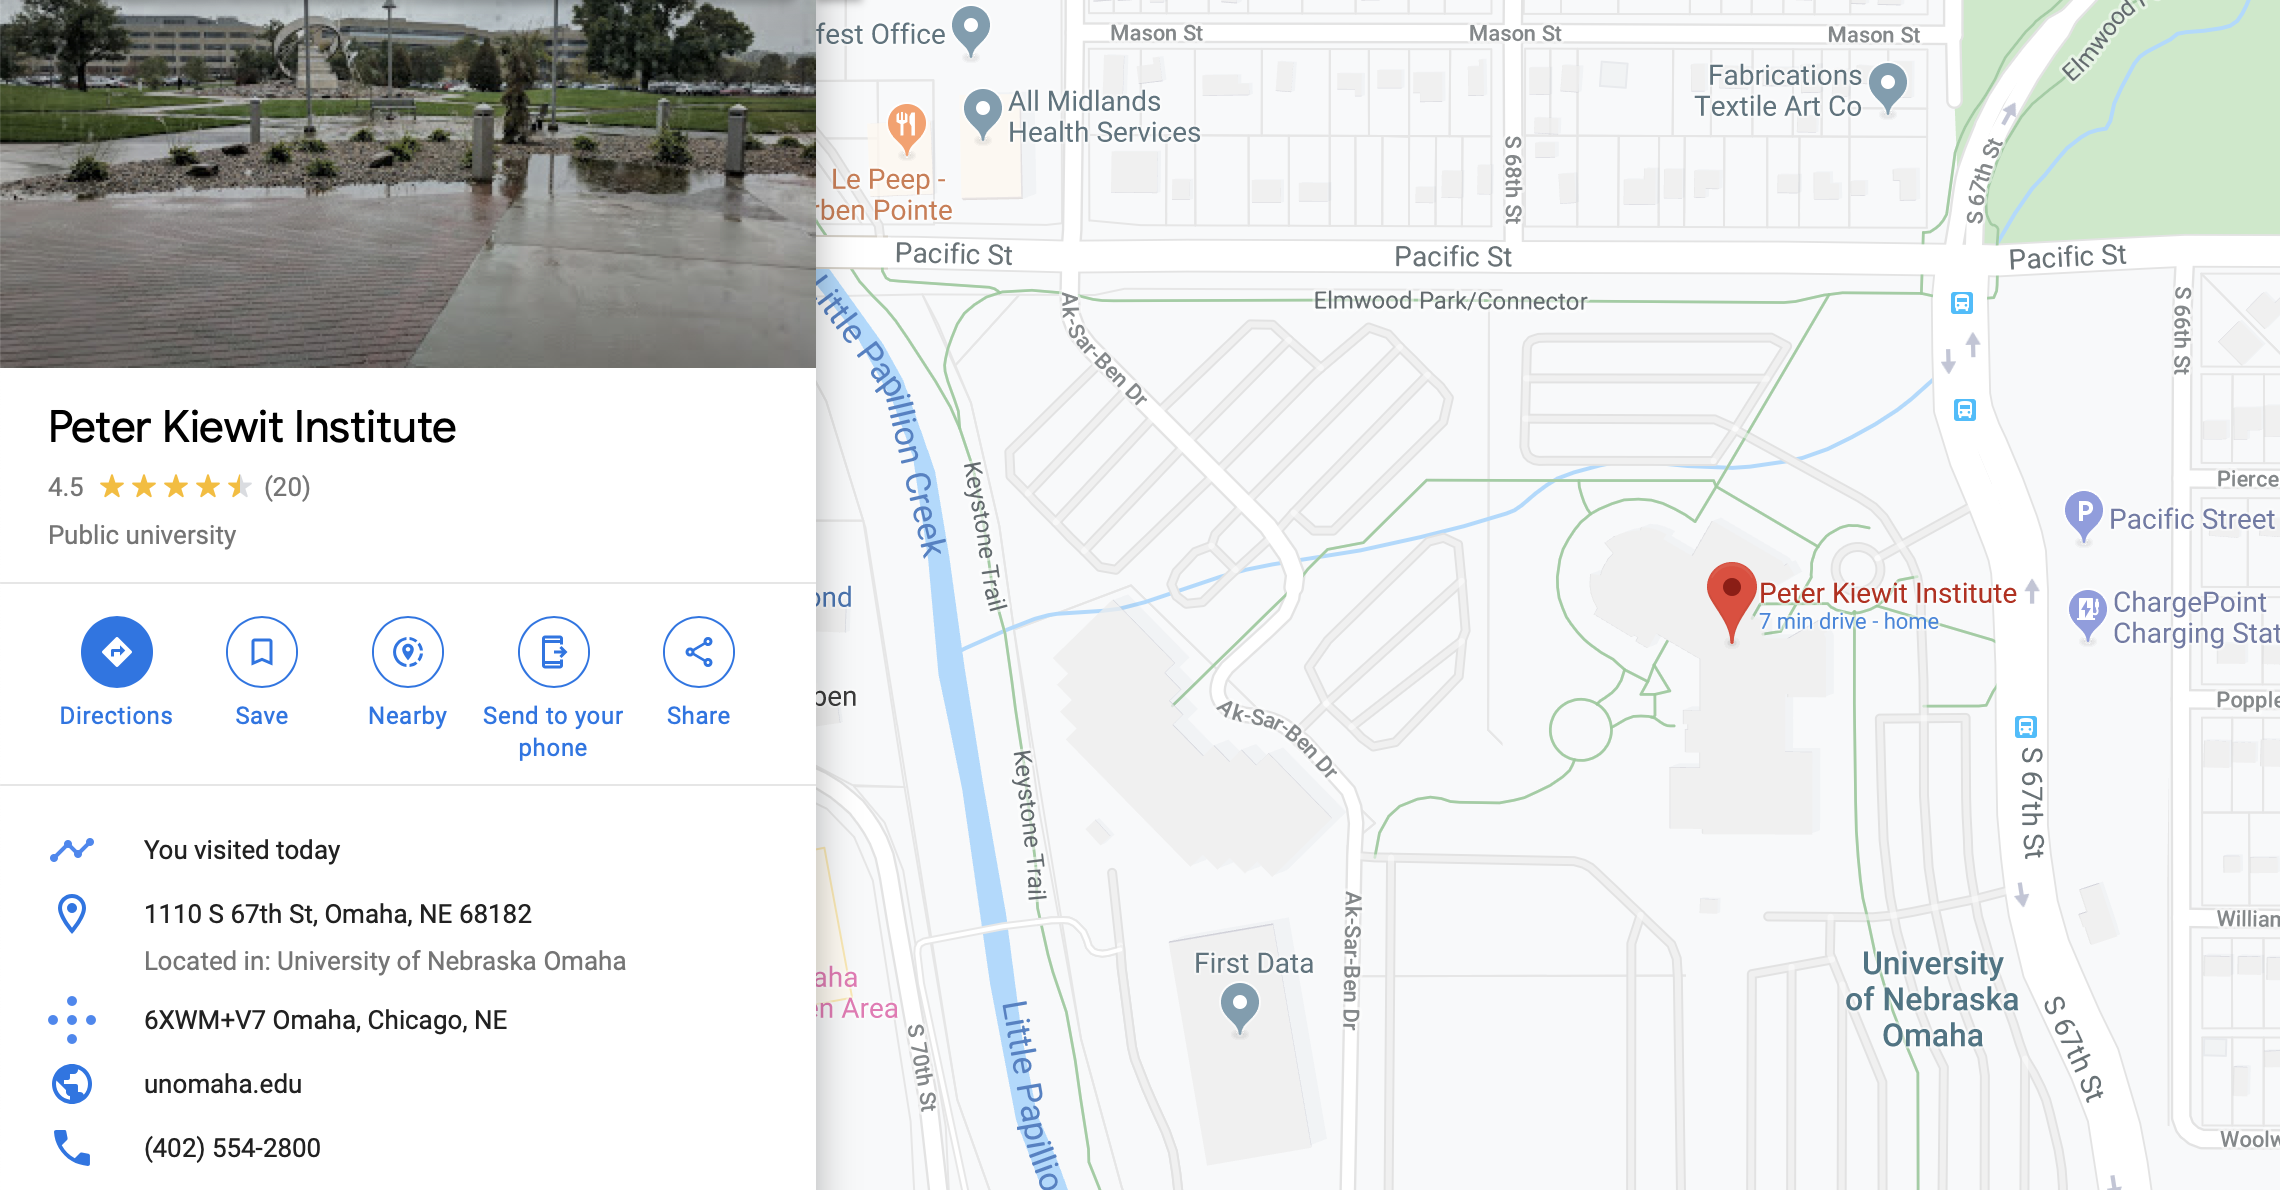 Peter Kiewit Institute
4.5 (20)
Public university
Directions
Save
Nearby
Send to your
phone
Share
You visited today
1110 S 67th St, Omaha, NE 68182
Located in: University of Nebraska Omaha
6XWM+V7 Omaha, Chicago, NE
unomaha.edu
(402) 554-2800
fest Office
Mason St
Mason St
Mason St
Elmwood
All Midlands
Health Services
Fabrications
Textile Art Co
Le Peep -
rben Pointe
S 68th St
S 67th St
Pacific St
Pacific St
Pacific St
Elmwood Park/Connector
Ak-Sar-Ben Dr
S 66th St
Little Papillion Creek
Keystone Trail
Pierce
P
Pacific Street
ond
Peter Kiewit Institute
7 min drive - home
ChargePoint
Charging Stat
ben
Ak-Sar-Ben Dr
Popple
Keystone Trail
S 67th St
Ak-Sar-Ben Dr
William
First Data
University
of Nebraska
Omaha
aha
en Area
S 70th St
Little Papillio
S 67th St
Woolw